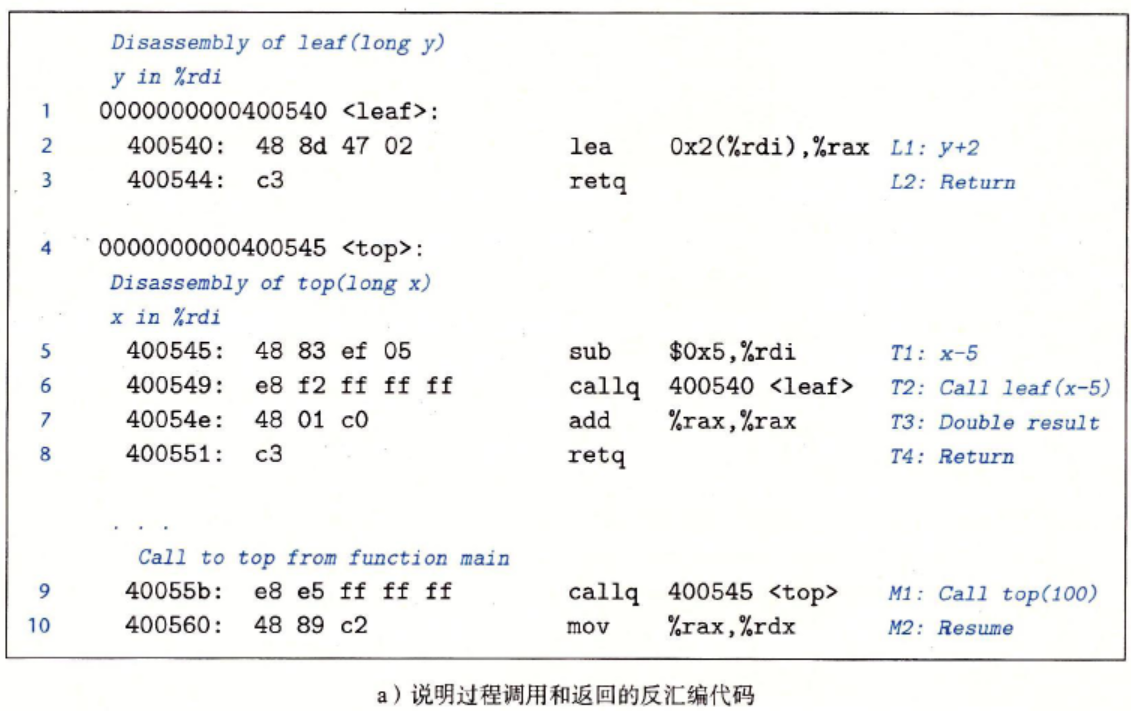 Disassembly of leaf(long y)
y in %rdi
1 0000000000400540 <leaf>:
2 400540: 48 8d 47 02 lea 0x2(%rdi),%rax L1: y+2
3 400544: c3 retq L2: Return
4 0000000000400545 <top>:
Disassembly of top(long x)
x in %rdi
5 400545: 48 83 ef 05 sub $0x5,%rdi T1: x-5
6 400549: e8 f2 ff ff ff callq 400540 <leaf> T2: Call leaf(x-5)
7 40054e: 48 01 c0 add %rax,%rax T3: Double result
8 400551: c3 retq T4: Return
. . .
Call to top from function main
9 40055b: e8 e5 ff ff ff callq 400545 <top> M1: Call top(100)
10 400560: 48 89 c2 mov %rax,%rdx M2: Resume
a）说明过程调用和返回的反汇编代码